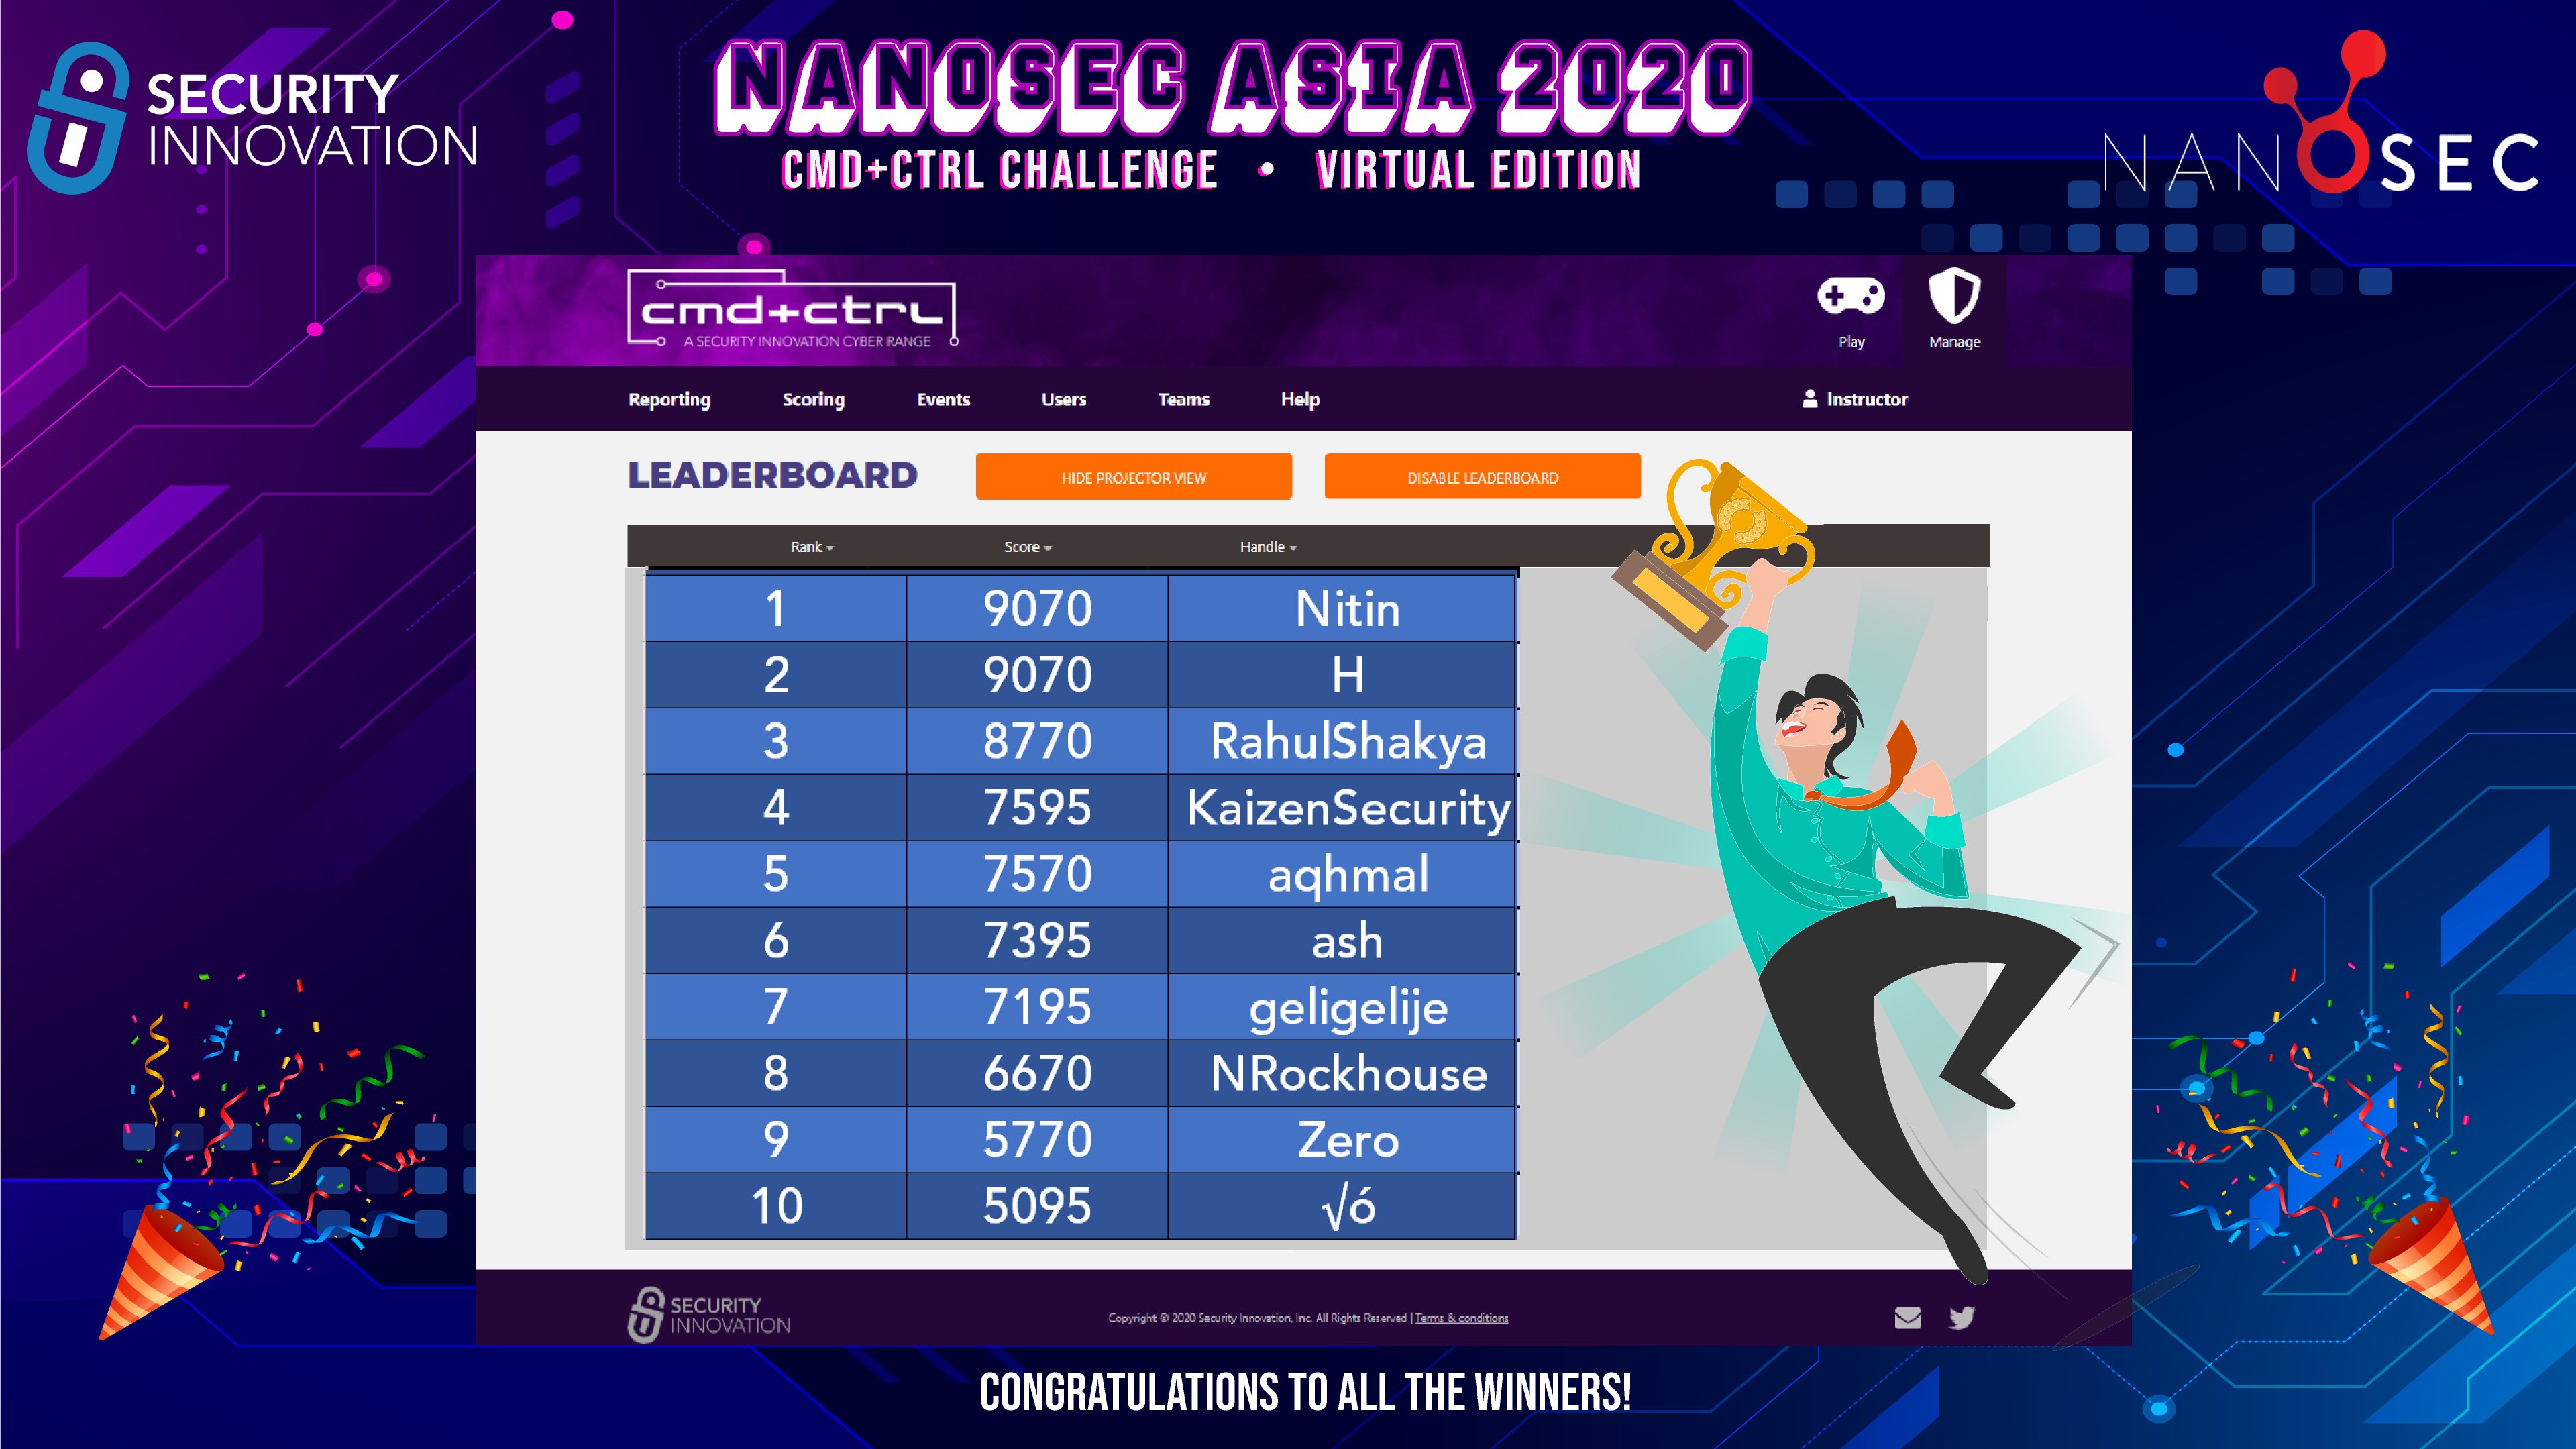 SECURITY
INNOVATION
NANOSEC ASIA 2020
CMD+CTRL CHALLENGE • VIRTUAL EDITION
NANOSEC
cmd+ctrl
A SECURITY INNOVATION CYBER RANGE
Play
Manage
Reporting Scoring Events Users Teams Help Instructor
LEADERBOARD HIDE PROJECTOR VIEW DISABLE LEADERBOARD
Rank Score Handle
1 9070 Nitin
2 9070 H
3 8770 RahulShakya
4 7595 KaizenSecurity
5 7570 aqhmal
6 7395 ash
7 7195 geligelije
8 6670 NRockhouse
9 5770 Zero
10 5095 √ó
SECURITY
INNOVATION
Copyright © 2020 Security Innovation, Inc. All Rights Reserved | Terms & conditions
CONGRATULATIONS TO ALL THE WINNERS!